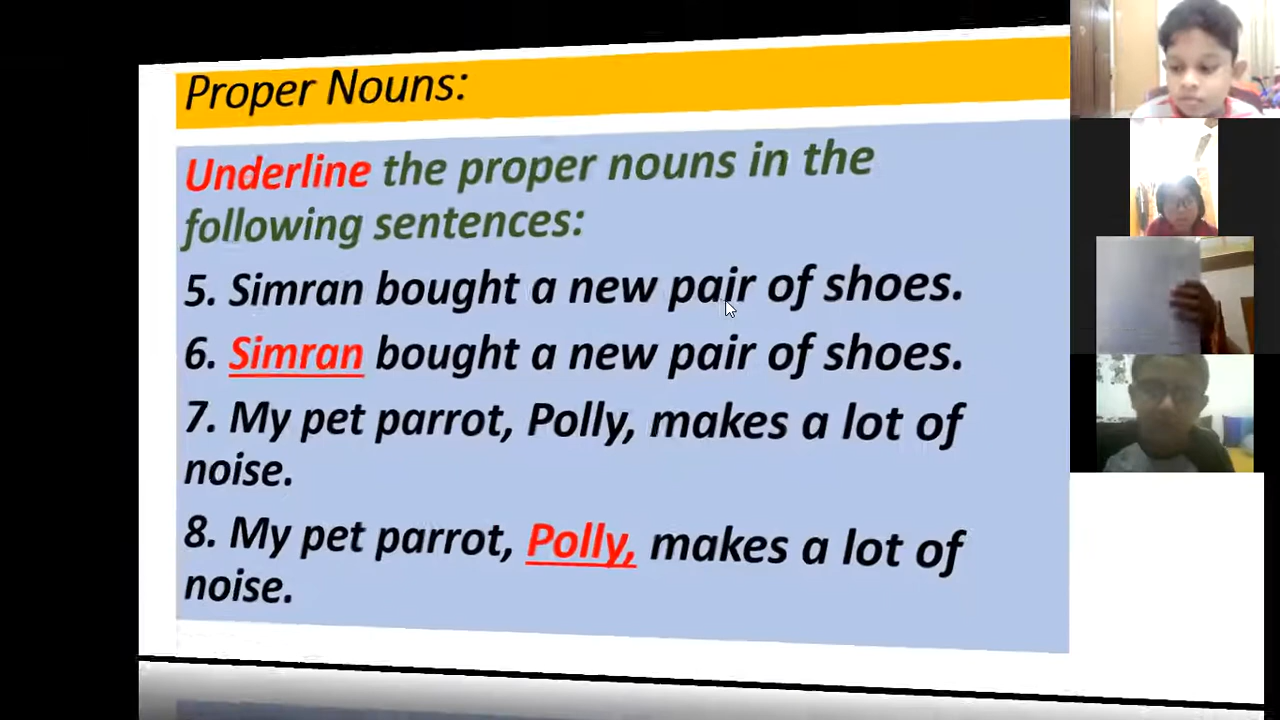 Proper Nouns:
Underline the proper nouns in the
following sentences:
5. Simran bought a new pair of shoes.
6. Simran bought a new pair of shoes.
7. My pet parrot, Polly, makes a lot of
noise.
8. My pet parrot, Polly, makes a lot of
noise.